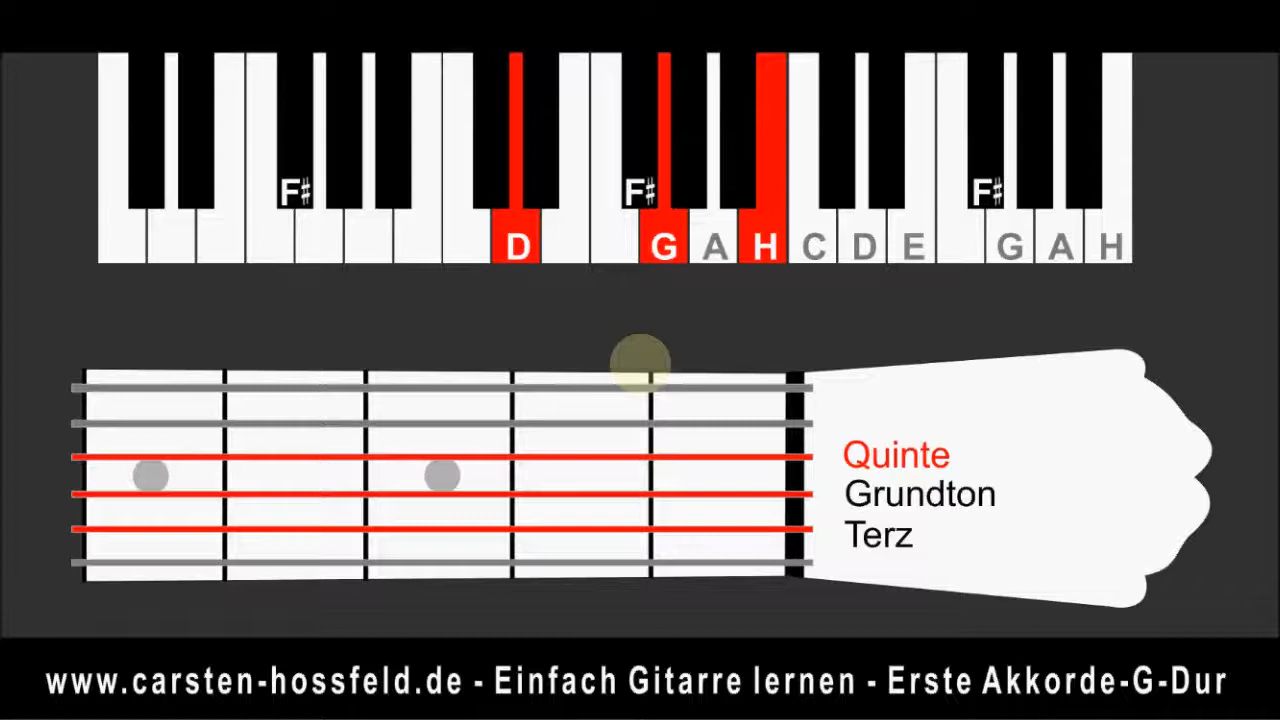 F♯ F♯ F♯
D G A H C D E G A H
Quinte
Grundton
Terz
www.carsten-hossfeld.de - Einfach Gitarre lernen - Erste Akkorde-G-Dur